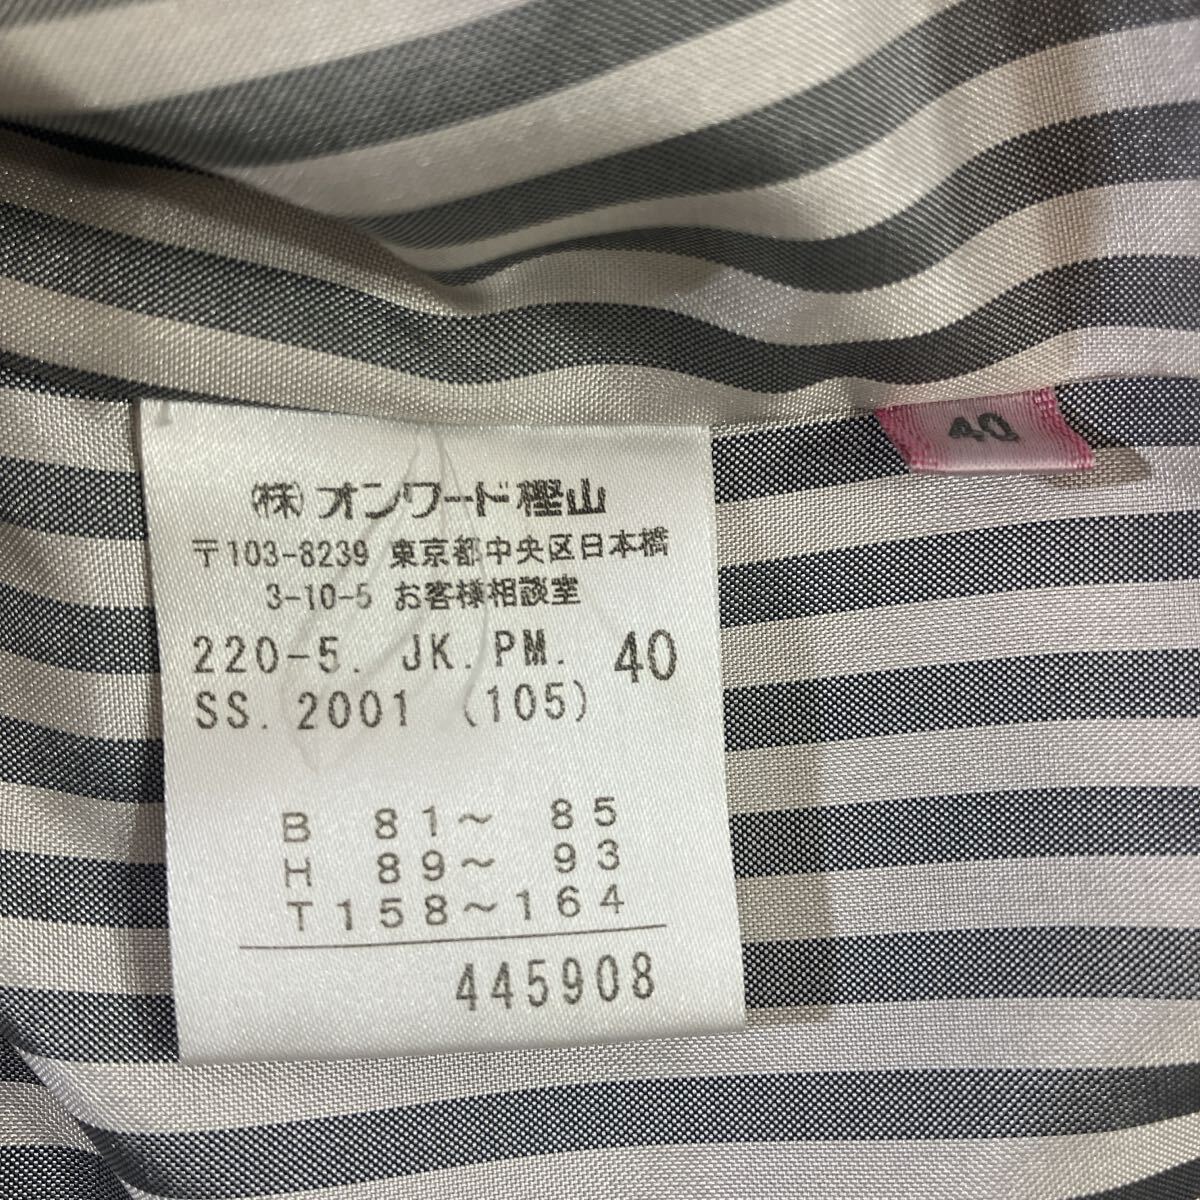 ㈱オンワード樫山
〒103-8239 東京都中央区日本橋
3-10-5 お客様相談室
220-5. JK.PM. 40
SS.2001 (105)
B 81～ 85
H 89～ 93
T158～164
445908
40